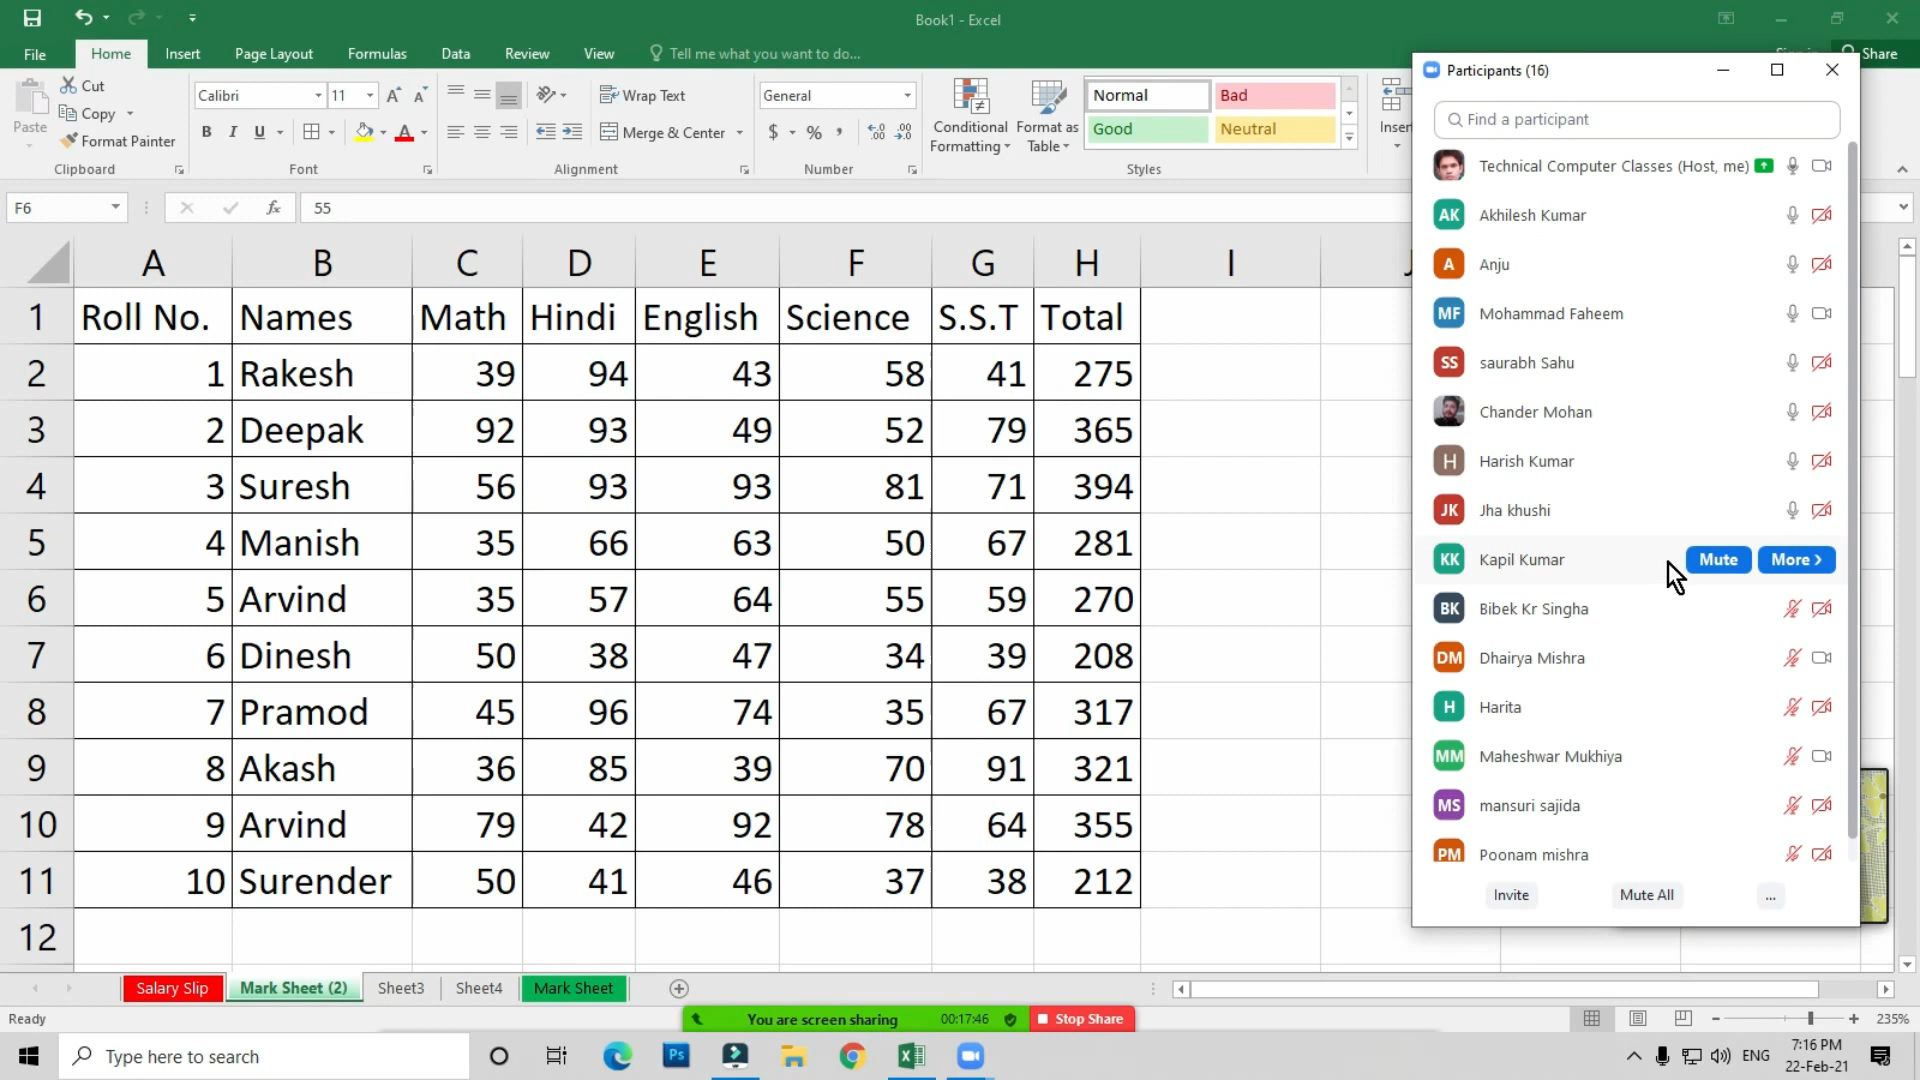 Book1 - Excel
File Home Insert Page Layout Formulas Data Review View Tell me what you want to do... Share
Paste
Cut
Copy
Format Painter
Clipboard
Calibri 11
B I U
Font
Wrap Text
Merge & Center
Alignment
General
$ %
Number
Conditional Formatting
Format as Table
Normal Bad
Good Neutral
Styles
F6 fx 55
A B C D E F G H I
1 Roll No. Names Math Hindi English Science S.S.T Total
2 1 Rakesh 39 94 43 58 41 275
3 2 Deepak 92 93 49 52 79 365
4 3 Suresh 56 93 93 81 71 394
5 4 Manish 35 66 63 50 67 281
6 5 Arvind 35 57 64 55 59 270
7 6 Dinesh 50 38 47 34 39 208
8 7 Pramod 45 96 74 35 67 317
9 8 Akash 36 85 39 70 91 321
10 9 Arvind 79 42 92 78 64 355
11 10 Surender 50 41 46 37 38 212
12
Salary Slip Mark Sheet (2) Sheet3 Sheet4 Mark Sheet
Ready
You are screen sharing 00:17:46 Stop Share
235%
Participants (16)
Find a participant
Technical Computer Classes (Host, me)
AK Akhilesh Kumar
A Anju
MF Mohammad Faheem
SS saurabh Sahu
Chander Mohan
H Harish Kumar
JK Jha khushi
KK Kapil Kumar Mute More >
BK Bibek Kr Singha
DM Dhairya Mishra
H Harita
MM Maheshwar Mukhiya
MS mansuri sajida
PM Poonam mishra
Invite Mute All ...
Type here to search
Ps
ENG
7:16 PM
22-Feb-21